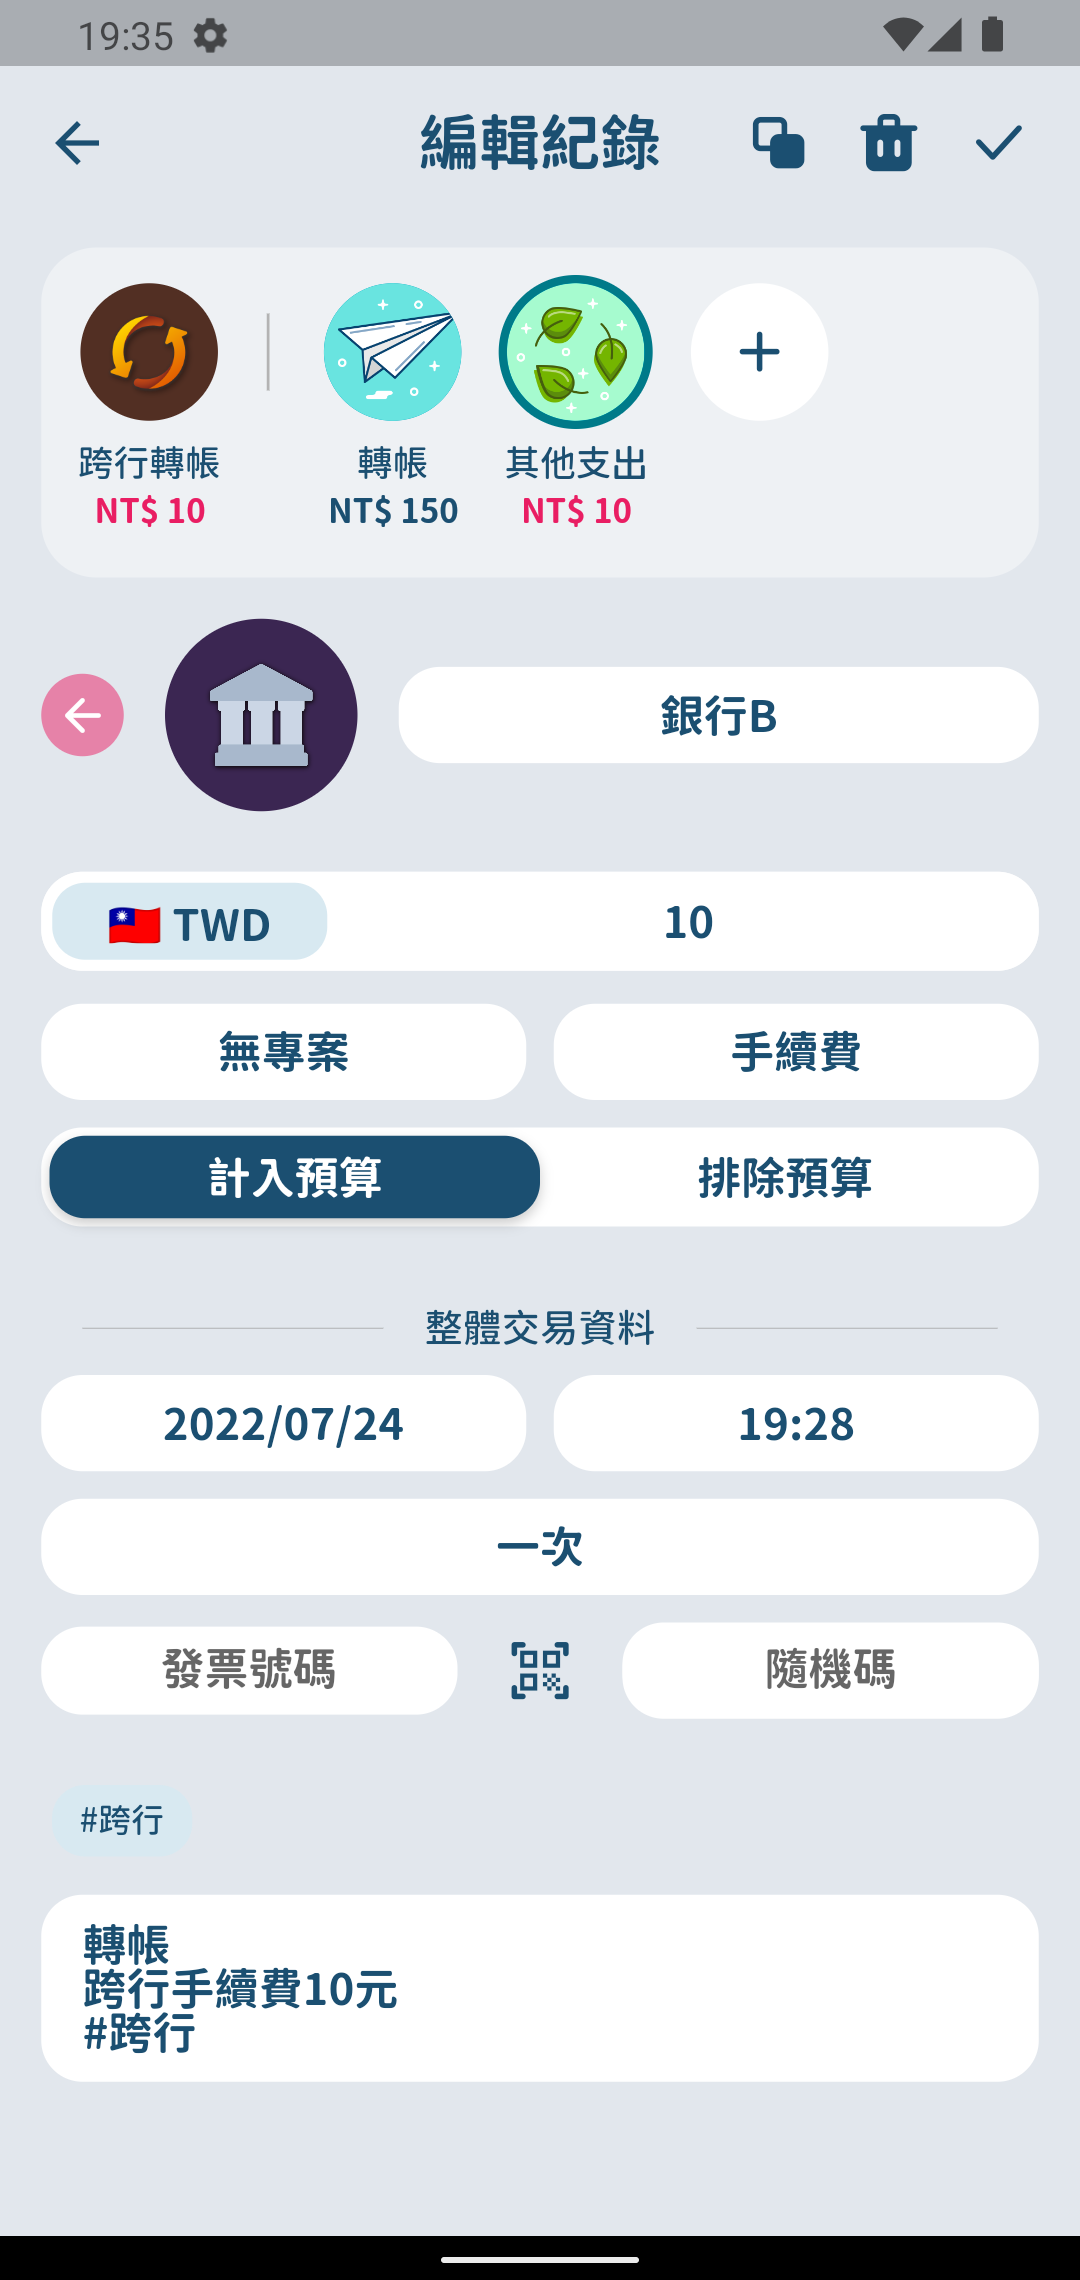 19:35
編輯紀錄
跨行轉帳
NT$ 10
轉帳
NT$ 150
其他支出
NT$ 10
銀行B
🇹🇼 TWD
10
無專案
手續費
計入預算
排除預算
整體交易資料
2022/07/24
19:28
一次
發票號碼
隨機碼
#跨行
轉帳
跨行手續費10元
#跨行